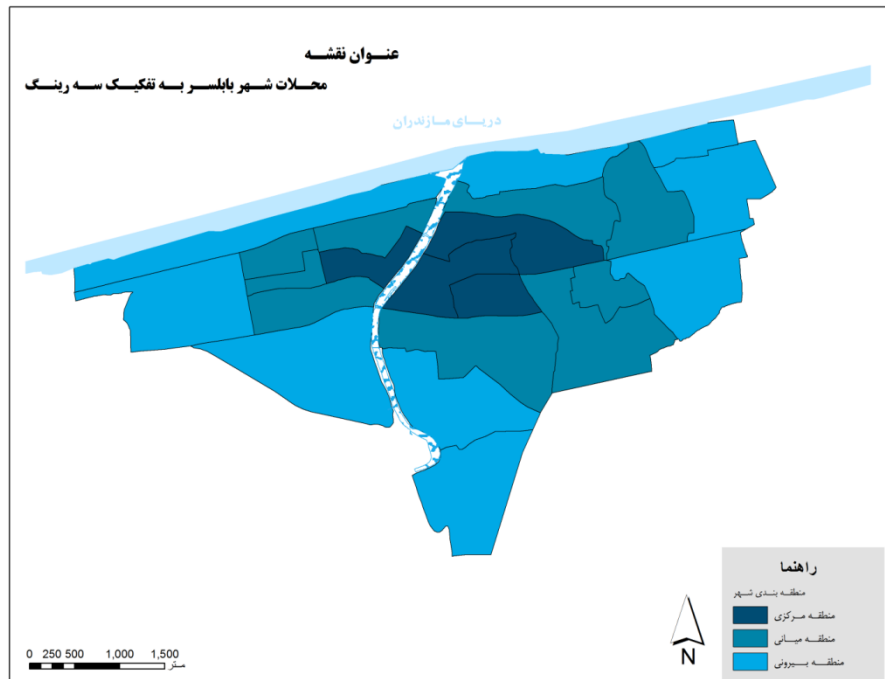 عنوان نقشه
محلات شهر بابلسر به تفکیک سه رینگ
دریای مازندران
راهنما
منطقه بندی شهر
منطقه مرکزی
منطقه میانی
منطقه بیرونی
N
0 250 500 1,000 1,500
متر